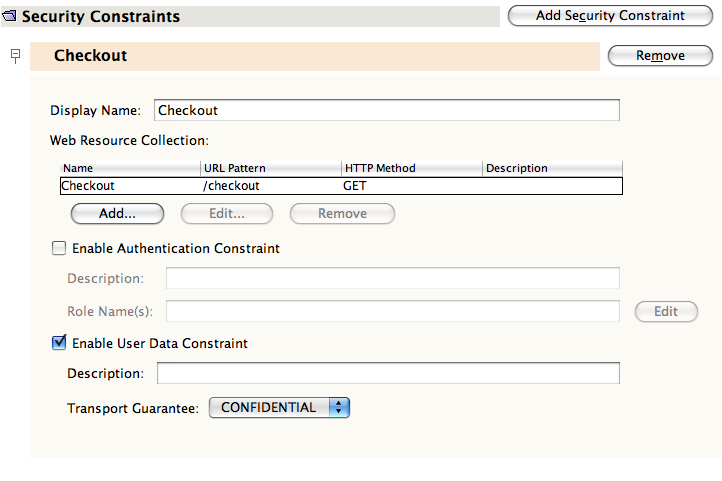 Security Constraints
Add Security Constraint
Checkout
Remove
Display Name: Checkout
Web Resource Collection:
Name URL Pattern HTTP Method Description
Checkout /checkout GET
Add... Edit... Remove
Enable Authentication Constraint
Description:
Role Name(s): Edit
Enable User Data Constraint
Description:
Transport Guarantee: CONFIDENTIAL